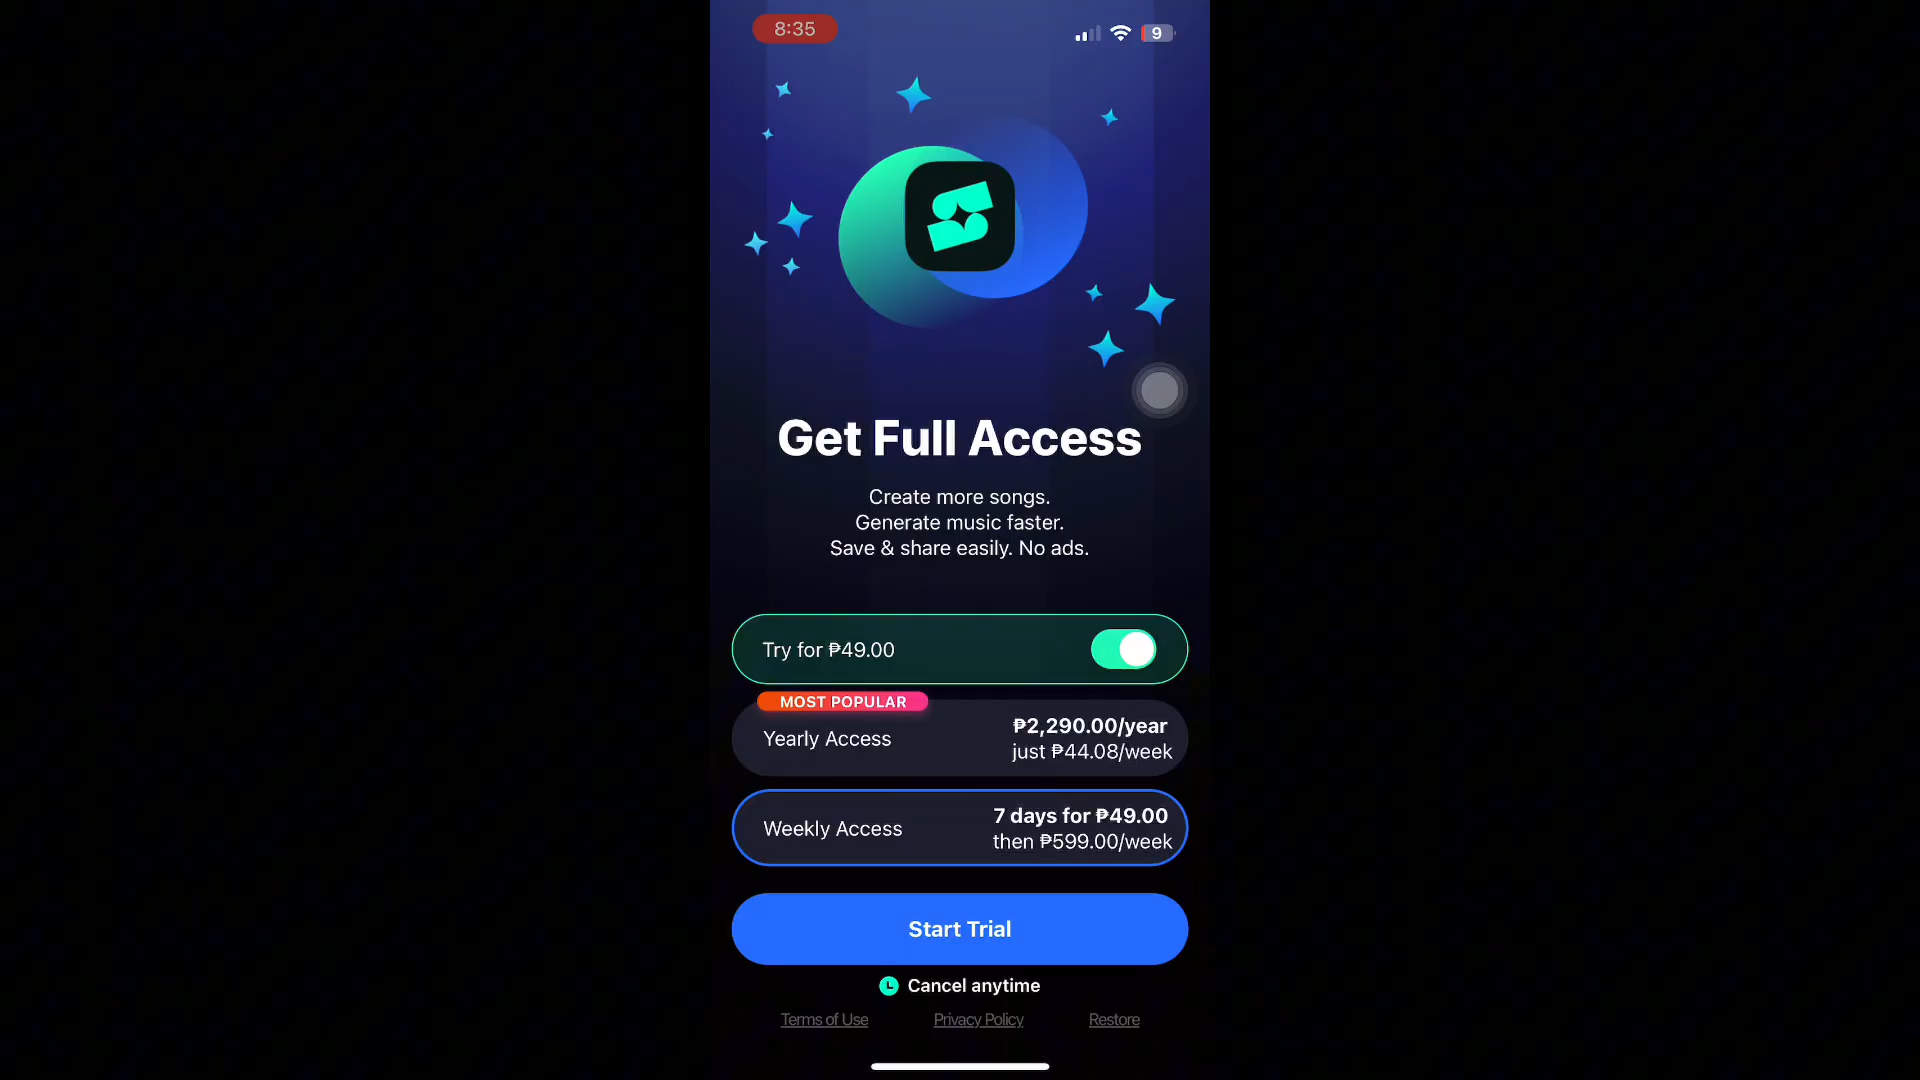 8:35
9
Get Full Access
Create more songs.
Generate music faster.
Save & share easily. No ads.
Try for ₱49.00
MOST POPULAR
Yearly Access
₱2,290.00/year
just ₱44.08/week
Weekly Access
7 days for ₱49.00
then ₱599.00/week
Start Trial
Cancel anytime
Terms of Use
Privacy Policy
Restore